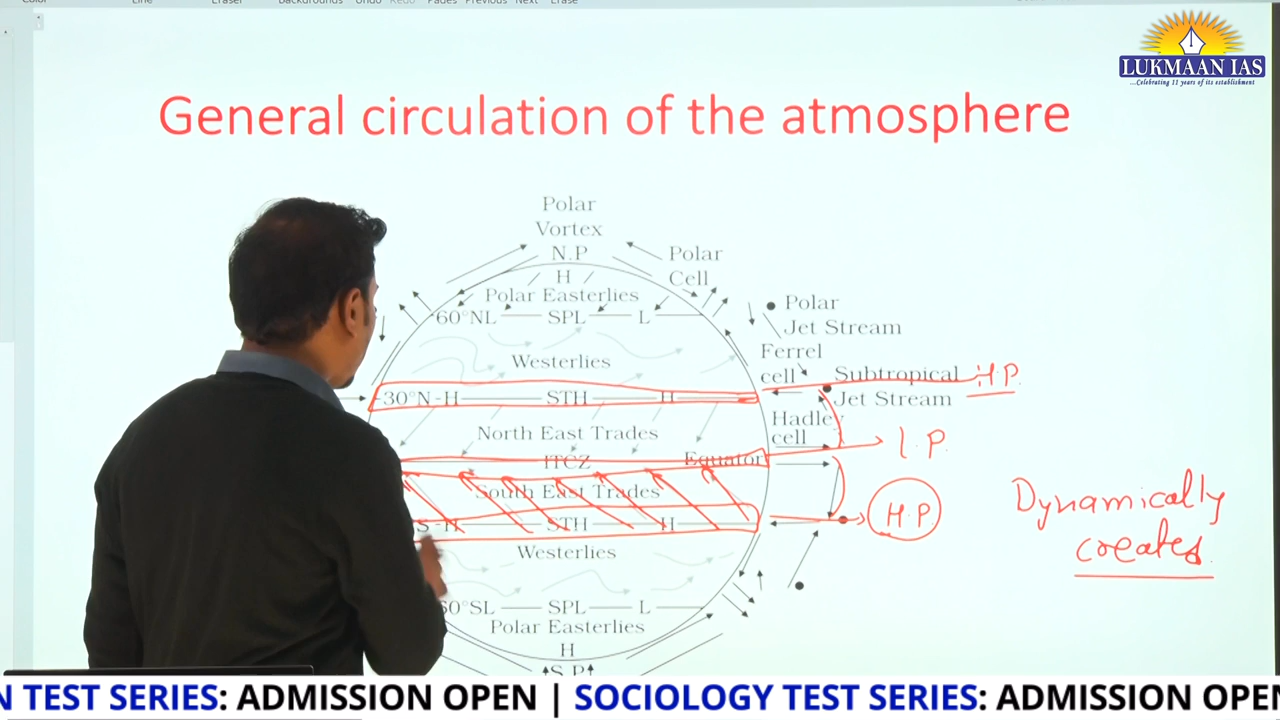 Color Line Eraser Backgrounds Undo Redo Pages Previous Next Erase
LUKMAAN IAS
...Celebrating 11 years of its establishment
General circulation of the atmosphere
Polar
Vortex
N.P
H
Polar
Cell
Polar Easterlies
60°NL SPL L
Polar
Jet Stream
Westerlies
Ferrel
cell
Subtropical H.P.
Jet Stream
30°N H STH H
Hadley
cell
North East Trades
ITCZ Equator
L.P
South East Trades
S H STH H
H.P
Dynamically
created
Westerlies
60°SL SPL L
Polar Easterlies
H
S.P
N TEST SERIES: ADMISSION OPEN | SOCIOLOGY TEST SERIES: ADMISSION OPEN